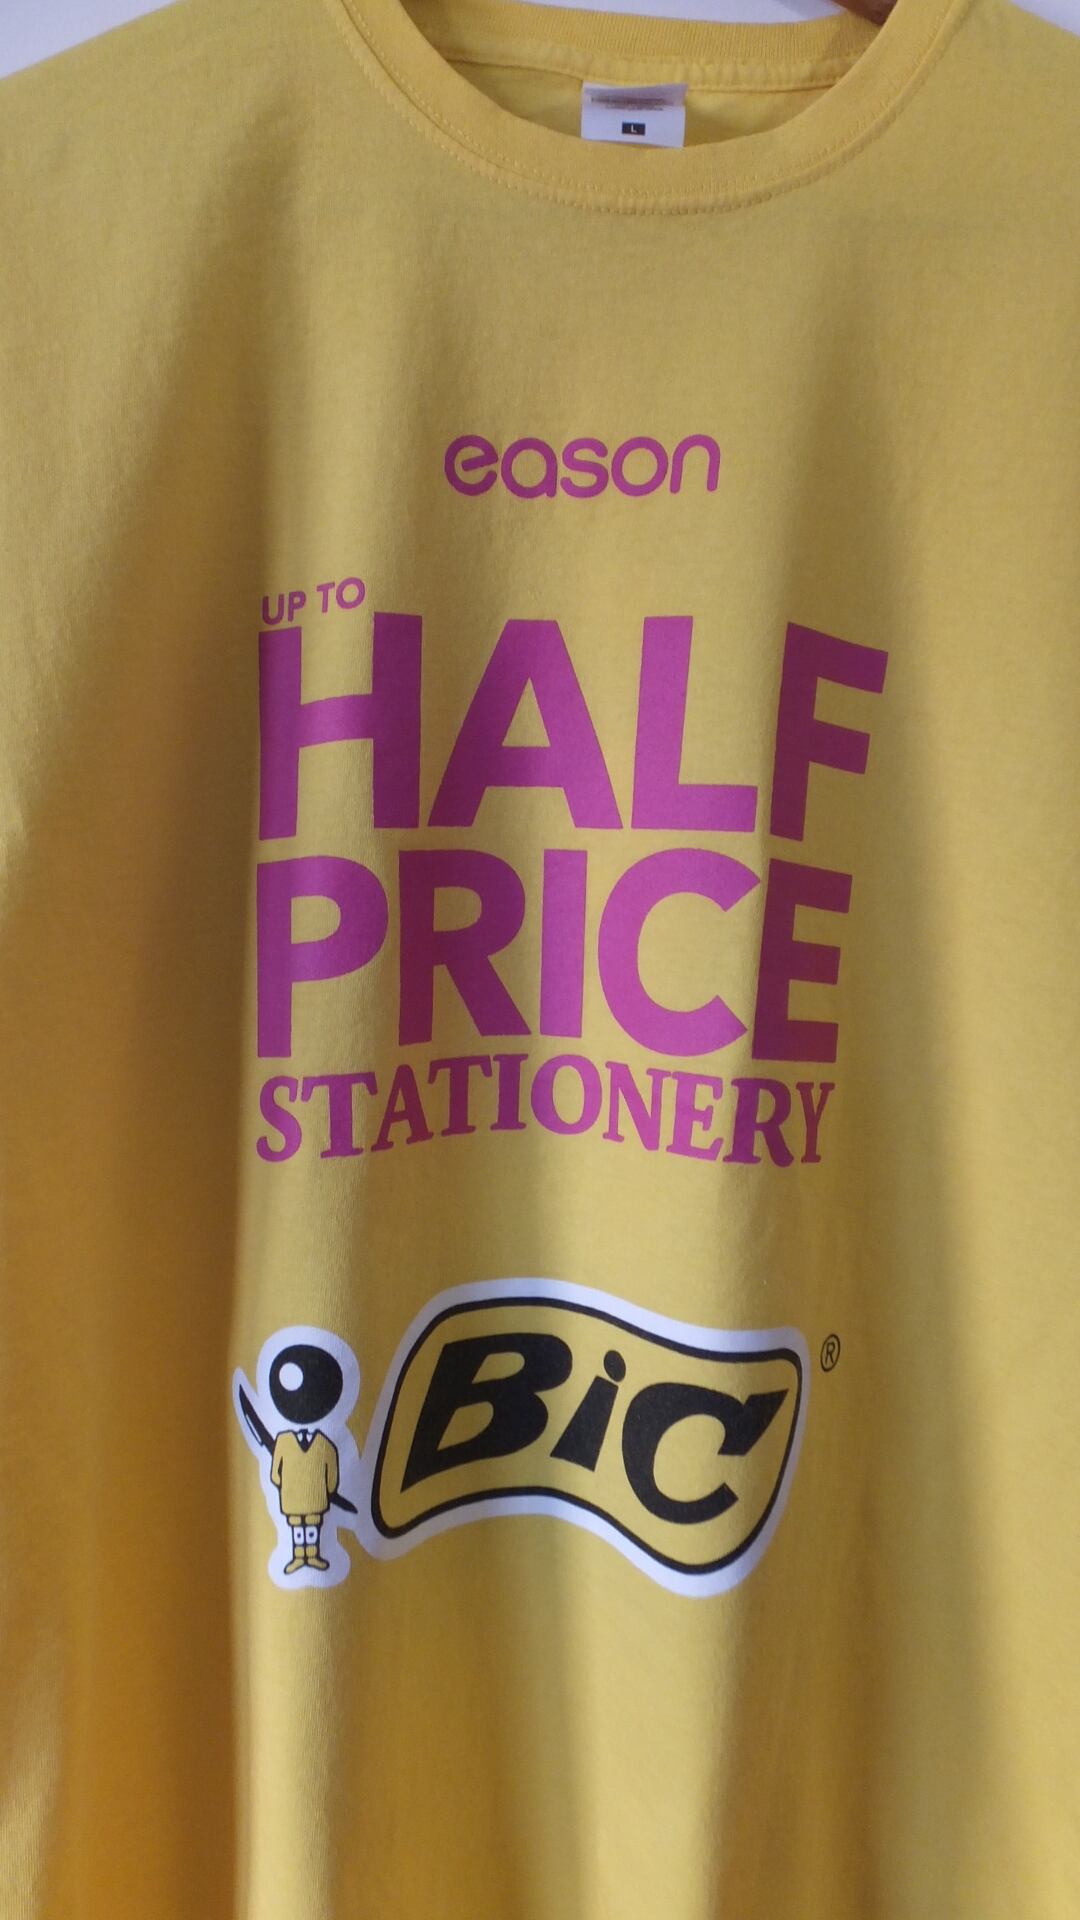 L
eason
UP TO
HALF
PRICE
STATIONERY
BiC ®